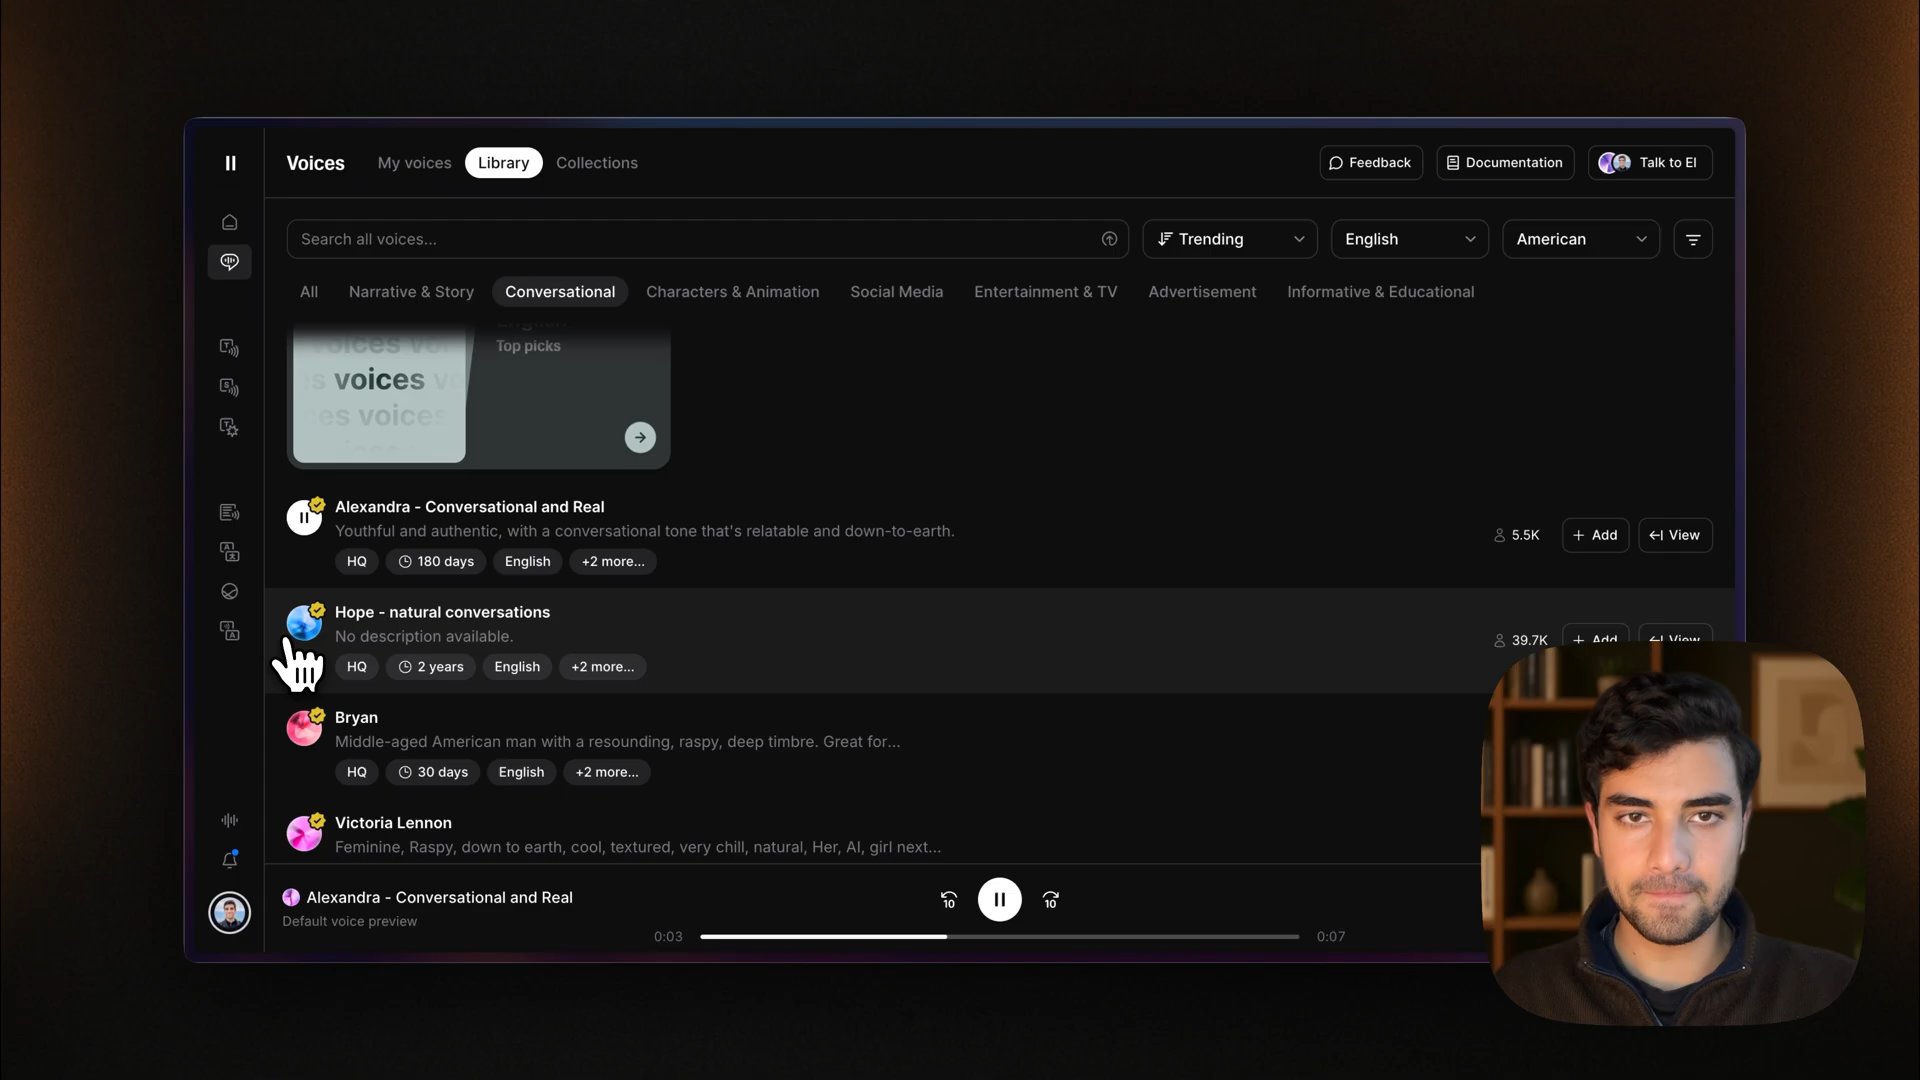 Voices
My voices
Library
Collections
Feedback
Documentation
Talk to El
Search all voices...
Trending
English
American
All
Narrative & Story
Conversational
Characters & Animation
Social Media
Entertainment & TV
Advertisement
Informative & Educational
English
Top picks
voices
voices
voices
Alexandra - Conversational and Real
Youthful and authentic, with a conversational tone that's relatable and down-to-earth.
HQ
180 days
English
+2 more...
5.5K
+ Add
View
Hope - natural conversations
No description available.
HQ
2 years
English
+2 more...
39.7K
+ Add
View
Bryan
Middle-aged American man with a resounding, raspy, deep timbre. Great for...
HQ
30 days
English
+2 more...
Victoria Lennon
Feminine, Raspy, down to earth, cool, textured, very chill, natural, Her, AI, girl next...
Alexandra - Conversational and Real
Default voice preview
10
10
0:03
0:07